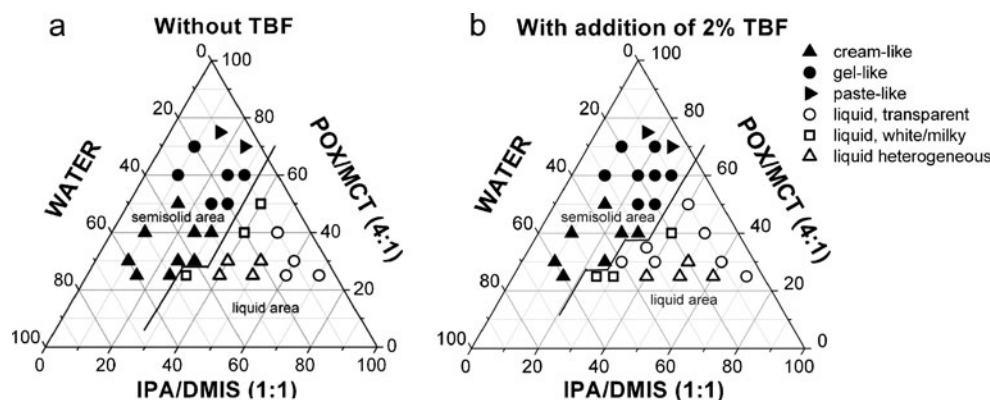 a
Without TBF
b
With addition of 2% TBF
cream-like
gel-like
paste-like
liquid, transparent
liquid, white/milky
liquid heterogeneous
0
100
20
80
40
60
60
40
80
20
100
0
WATER
POX/MCT (4:1)
semisolid area
liquid area
0
20
40
60
80
100
IPA/DMIS (1:1)
0
100
20
80
40
60
60
40
80
20
100
0
WATER
POX/MCT (4:1)
semisolid area
liquid area
0
20
40
60
80
100
IPA/DMIS (1:1)